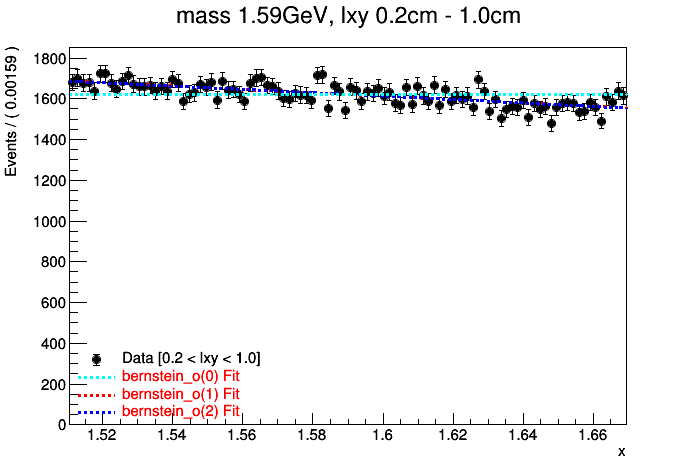 mass 1.59GeV, lxy 0.2cm - 1.0cm
Events / ( 0.00159 )
1800
1600
1400
1200
1000
800
600
400
200
0
Data [0.2 < lxy < 1.0]
bernstein_o(0) Fit
bernstein_o(1) Fit
bernstein_o(2) Fit
1.52 1.54 1.56 1.58 1.6 1.62 1.64 1.66
x